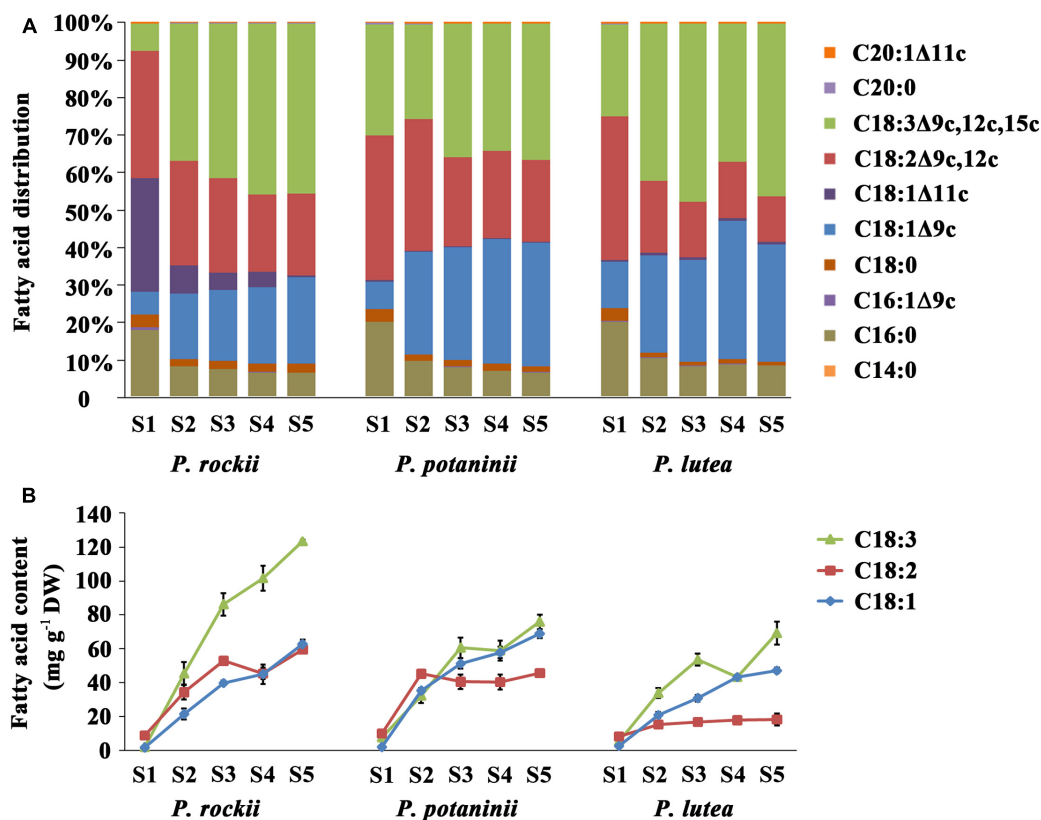 A
Fatty acid distribution
100%
90%
80%
70%
60%
50%
40%
30%
20%
10%
0
S1 S2 S3 S4 S5 S1 S2 S3 S4 S5 S1 S2 S3 S4 S5
P. rockii P. potaninii P. lutea
C20:1Δ11c
C20:0
C18:3Δ9c,12c,15c
C18:2Δ9c,12c
C18:1Δ11c
C18:1Δ9c
C18:0
C16:1Δ9c
C16:0
C14:0
B
Fatty acid content
(mg g⁻¹ DW)
140
120
100
80
60
40
20
0
S1 S2 S3 S4 S5 S1 S2 S3 S4 S5 S1 S2 S3 S4 S5
P. rockii P. potaninii P. lutea
C18:3
C18:2
C18:1